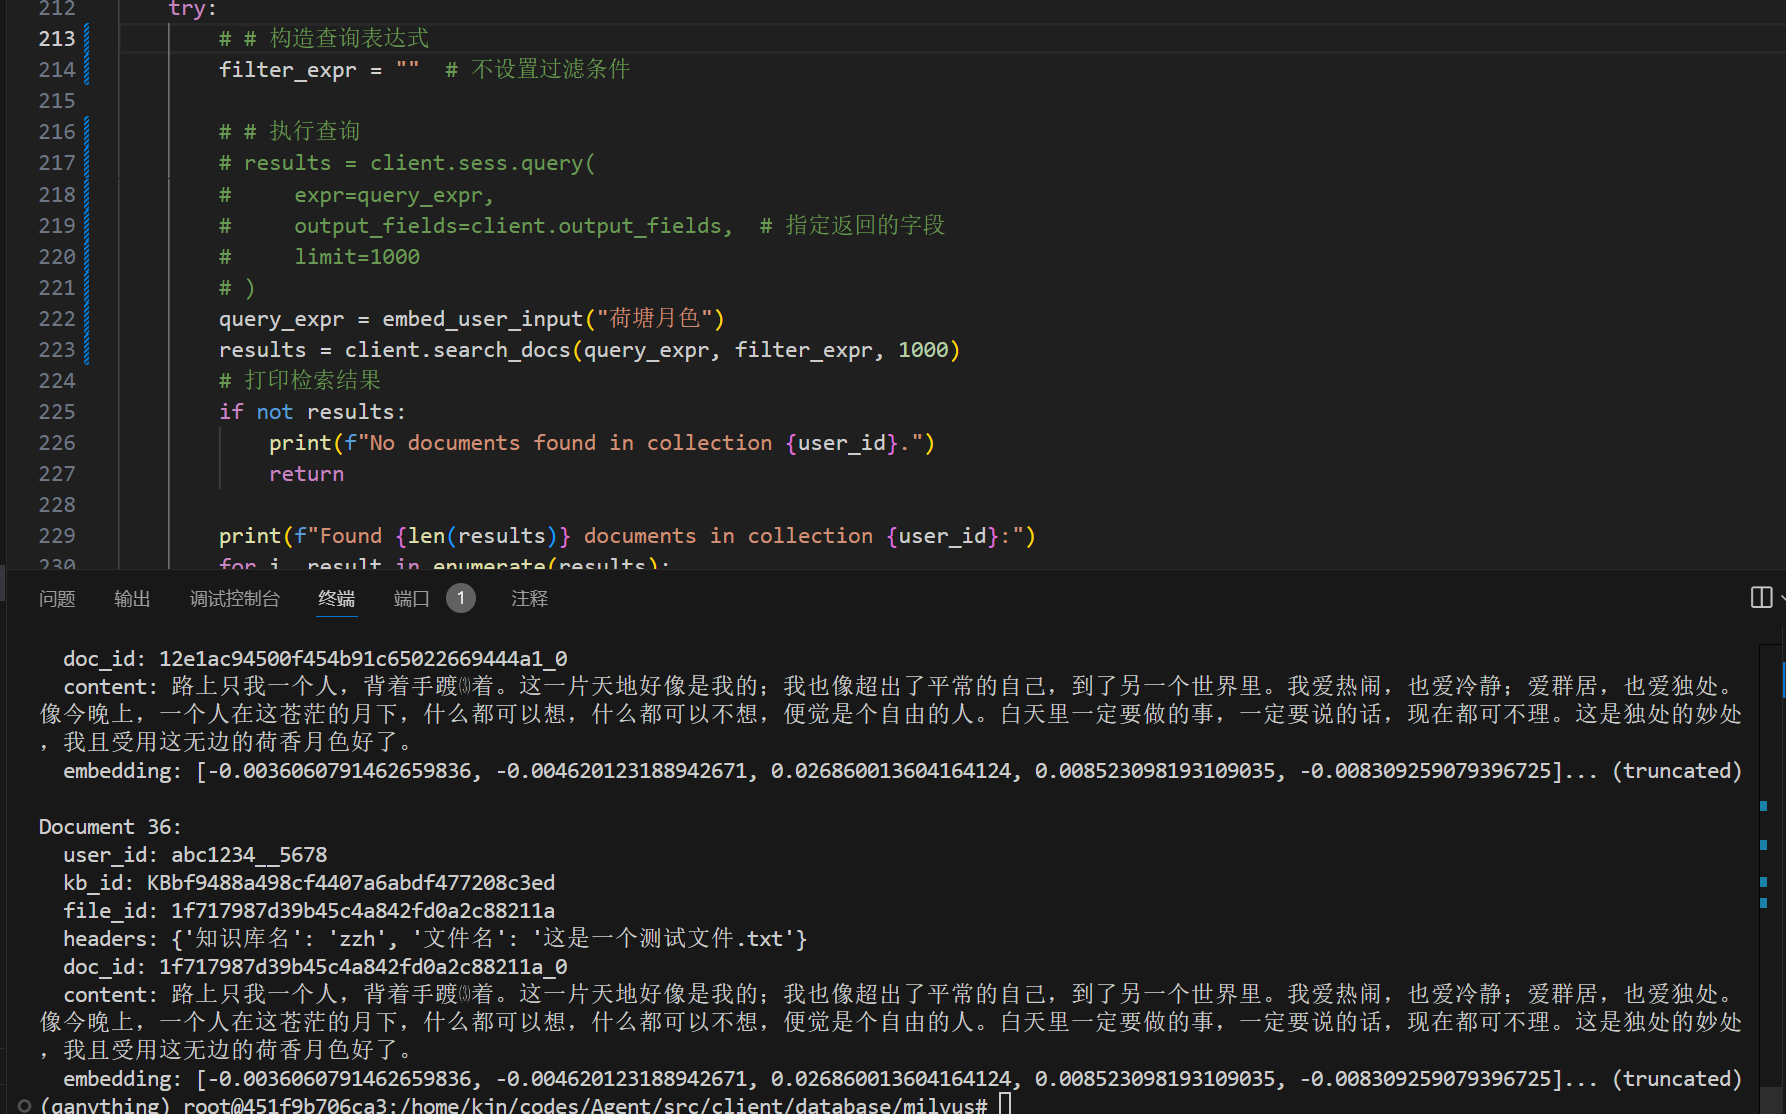 212 try:
213 # # 构造查询表达式
214 filter_expr = "" # 不设置过滤条件
215
216 # # 执行查询
217 # results = client.sess.query(
218 # expr=query_expr,
219 # output_fields=client.output_fields, # 指定返回的字段
220 # limit=1000
221 # )
222 query_expr = embed_user_input("荷塘月色")
223 results = client.search_docs(query_expr, filter_expr, 1000)
224 # 打印检索结果
225 if not results:
226 print(f"No documents found in collection {user_id}.")
227 return
228
229 print(f"Found {len(results)} documents in collection {user_id}:")
230 for i, result in enumerate(results):
问题 输出 调试控制台 终端 端口 1 注释
doc_id: 12e1ac94500f454b91c65022669444a1_0
content: 路上只我一个人，背着手踱⑶着。这一片天地好像是我的；我也像超出了平常的自己，到了另一个世界里。我爱热闹，也爱冷静；爱群居，也爱独处。
像今晚上，一个人在这苍茫的月下，什么都可以想，什么都可以不想，便觉是个自由的人。白天里一定要做的事，一定要说的话，现在都可不理。这是独处的妙处
，我且受用这无边的荷香月色好了。
embedding: [-0.0036060791462659836, -0.004620123188942671, 0.026860013604164124, 0.008523098193109035, -0.008309259079396725]... (truncated)
Document 36:
user_id: abc1234__5678
kb_id: KBbf9488a498cf4407a6abdf477208c3ed
file_id: 1f717987d39b45c4a842fd0a2c88211a
headers: {'知识库名': 'zzh', '文件名': '这是一个测试文件.txt'}
doc_id: 1f717987d39b45c4a842fd0a2c88211a_0
content: 路上只我一个人，背着手踱⑶着。这一片天地好像是我的；我也像超出了平常的自己，到了另一个世界里。我爱热闹，也爱冷静；爱群居，也爱独处。
像今晚上，一个人在这苍茫的月下，什么都可以想，什么都可以不想，便觉是个自由的人。白天里一定要做的事，一定要说的话，现在都可不理。这是独处的妙处
，我且受用这无边的荷香月色好了。
embedding: [-0.0036060791462659836, -0.004620123188942671, 0.026860013604164124, 0.008523098193109035, -0.008309259079396725]... (truncated)
(qanything) root@451f9b706ca3:/home/kjn/codes/Agent/src/client/database/milvus#